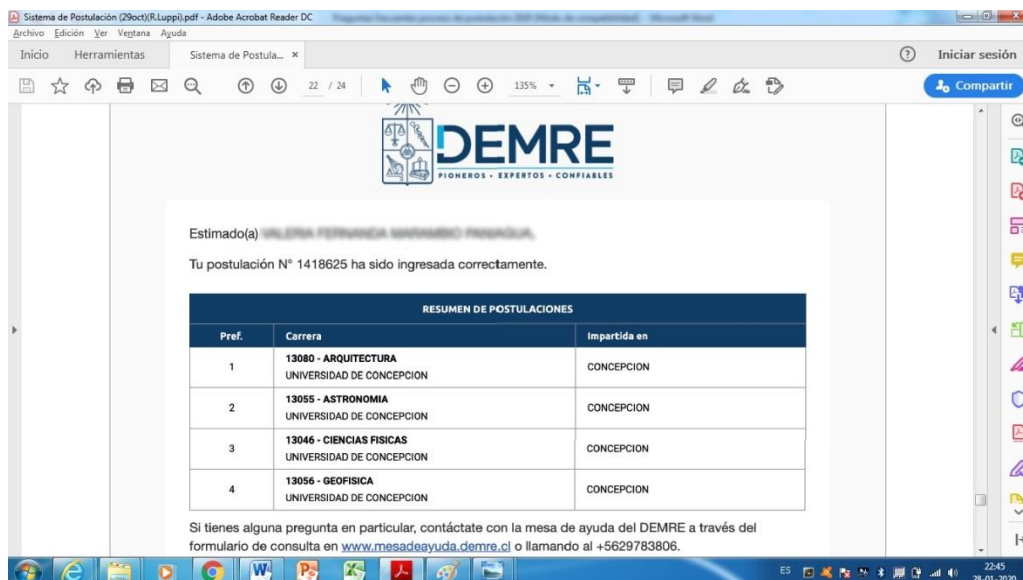 Sistema de Postulación (29oct)(R.Luppi).pdf - Adobe Acrobat Reader DC
Archivo Edición Ver Ventana Ayuda
Inicio Herramientas Sistema de Postula... × Iniciar sesión
22 / 24 135% Compartir
DEMRE
PIONEROS • EXPERTOS • CONFIABLES
Estimado(a)
Tu postulación N° 1418625 ha sido ingresada correctamente.
RESUMEN DE POSTULACIONES
Pref. Carrera Impartida en
1 13080 - ARQUITECTURA CONCEPCION
UNIVERSIDAD DE CONCEPCION
2 13055 - ASTRONOMIA CONCEPCION
UNIVERSIDAD DE CONCEPCION
3 13046 - CIENCIAS FISICAS CONCEPCION
UNIVERSIDAD DE CONCEPCION
4 13056 - GEOFISICA CONCEPCION
UNIVERSIDAD DE CONCEPCION
Si tienes alguna pregunta en particular, contáctate con la mesa de ayuda del DEMRE a través del
formulario de consulta en www.mesadeayuda.demre.cl o llamando al +5629783806.
ES 22:45
28-01-2020